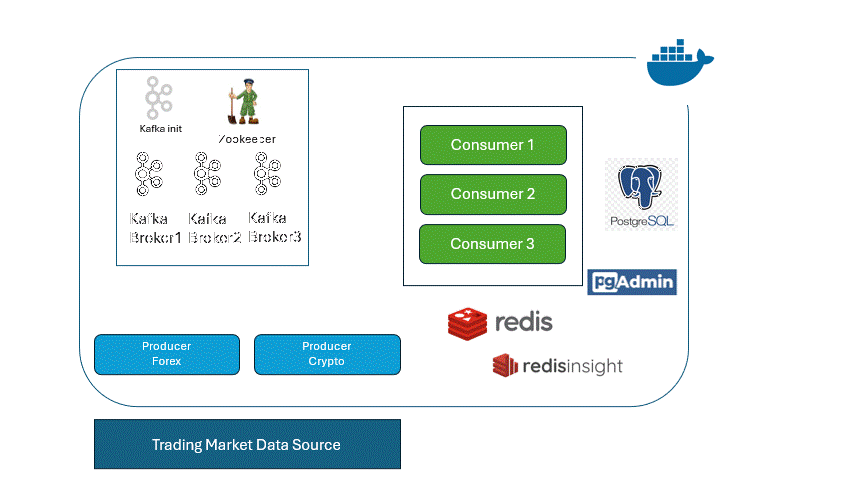 Kafka init
Zookeeper
Kafka
Broker1
Kafka
Broker2
Kafka
Broker3
Consumer 1
Consumer 2
Consumer 3
PostgreSQL
pgAdmin
redis
redisinsight
Producer
Forex
Producer
Crypto
Trading Market Data Source